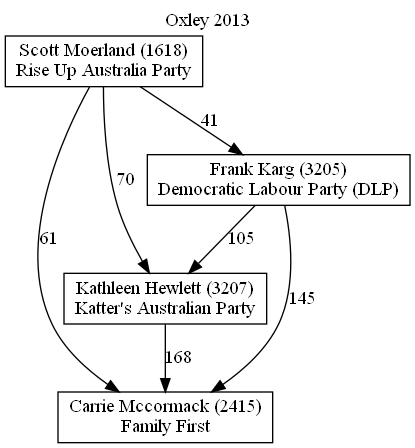 Oxley 2013
Scott Moerland (1618)
Rise Up Australia Party
41
Frank Karg (3205)
Democratic Labour Party (DLP)
70
61
105
Kathleen Hewlett (3207)
Katter's Australian Party
145
168
Carrie Mccormack (2415)
Family First